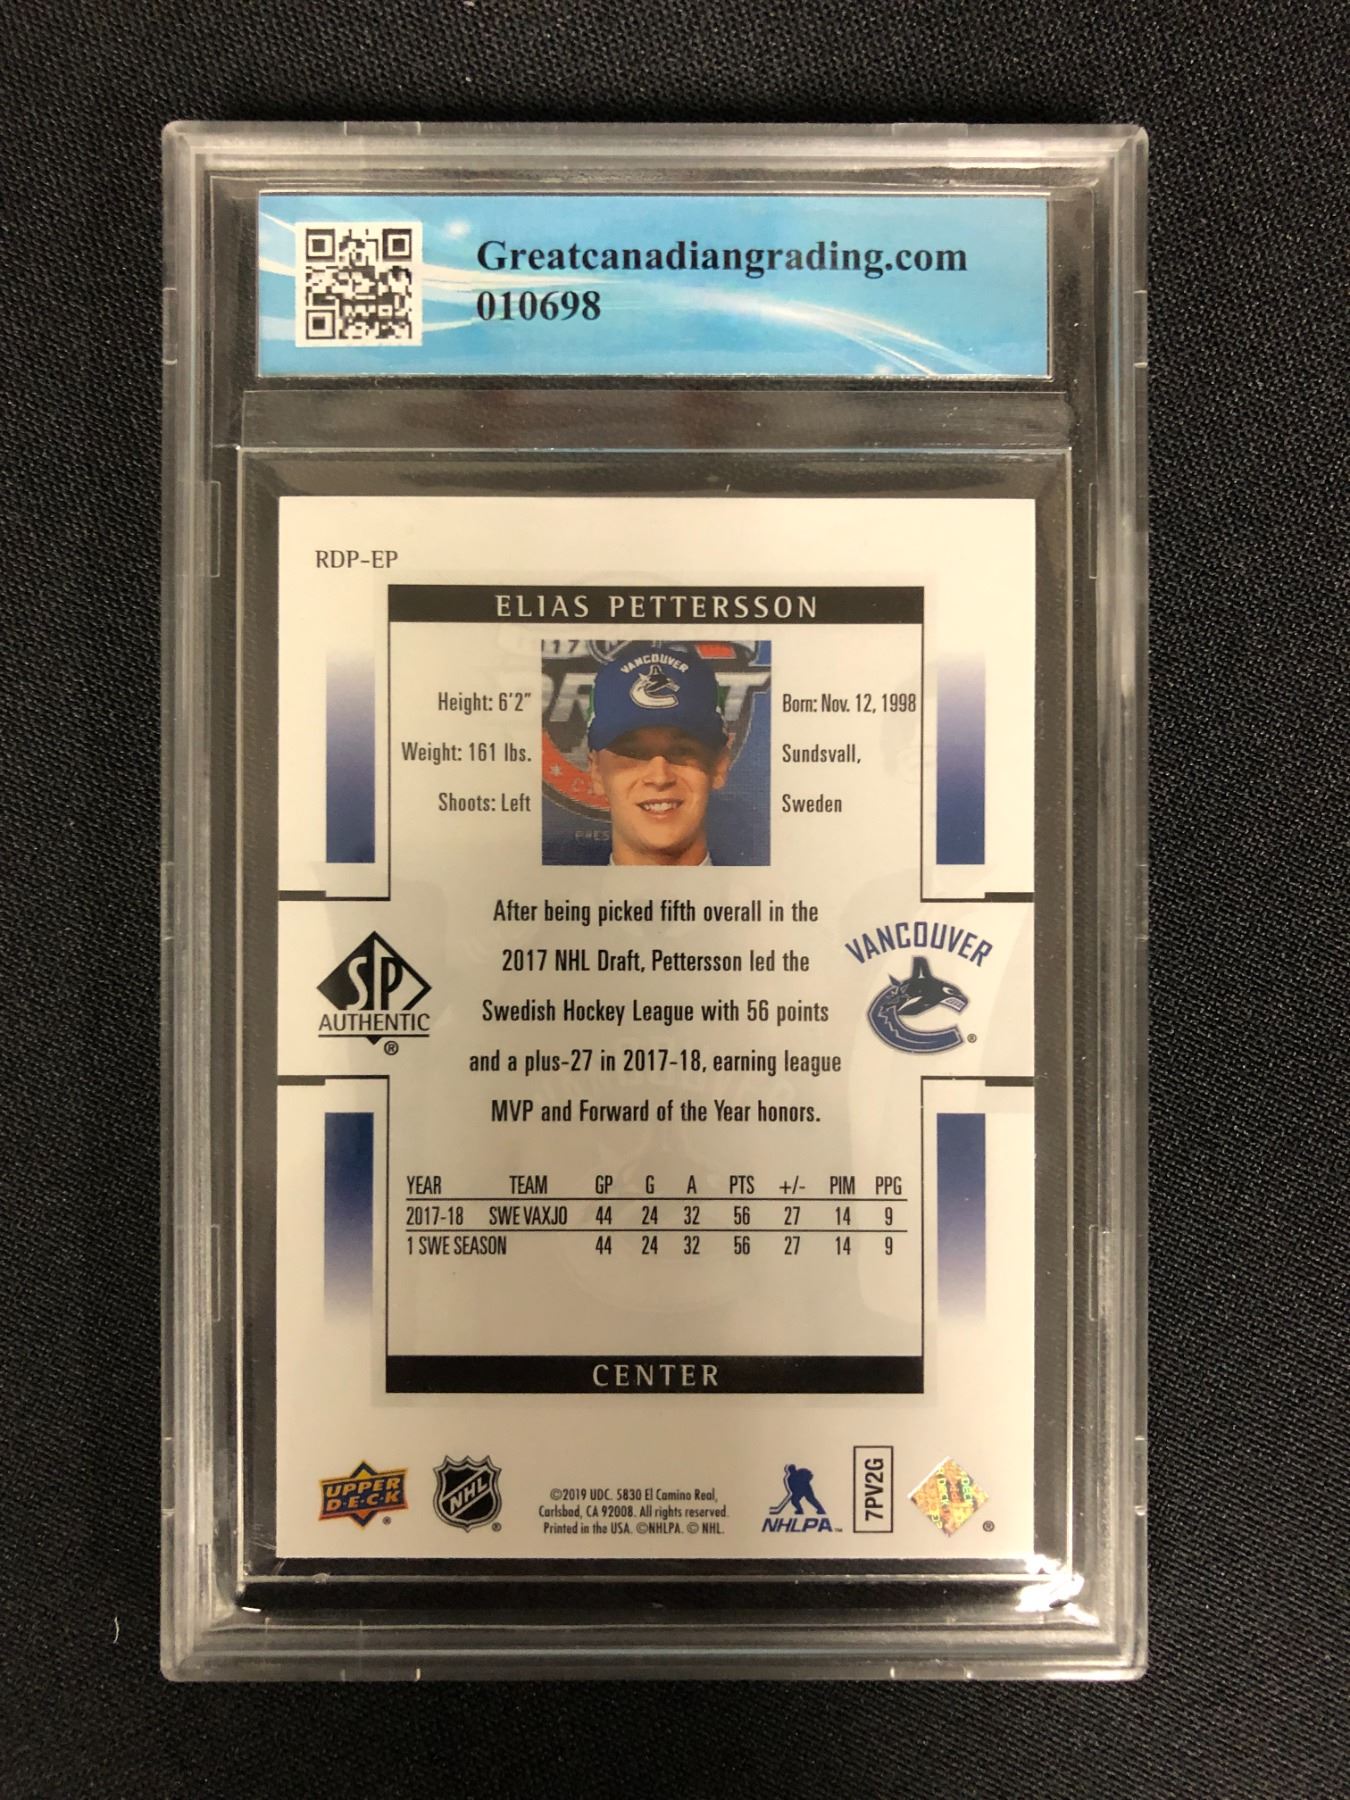 Greatcanadiangrading.com
010698
RDP-EP
ELIAS PETTERSSON
Height: 6'2"
Weight: 161 lbs.
Shoots: Left
VANCOUVER
Born: Nov. 12, 1998
Sundsvall,
Sweden
After being picked fifth overall in the
2017 NHL Draft, Pettersson led the
Swedish Hockey League with 56 points
and a plus-27 in 2017-18, earning league
MVP and Forward of the Year honors.
SP
AUTHENTIC
®
VANCOUVER
®
YEAR TEAM GP G A PTS +/- PIM PPG
2017-18 SWE VAXJO 44 24 32 56 27 14 9
1 SWE SEASON 44 24 32 56 27 14 9
CENTER
UPPER
DECK
®
NHL
®
©2019 UDC. 5830 El Camino Real,
Carlsbad, CA 92008. All rights reserved.
Printed in the USA. ©NHLPA. © NHL.
NHLPA™
7PV2G
®